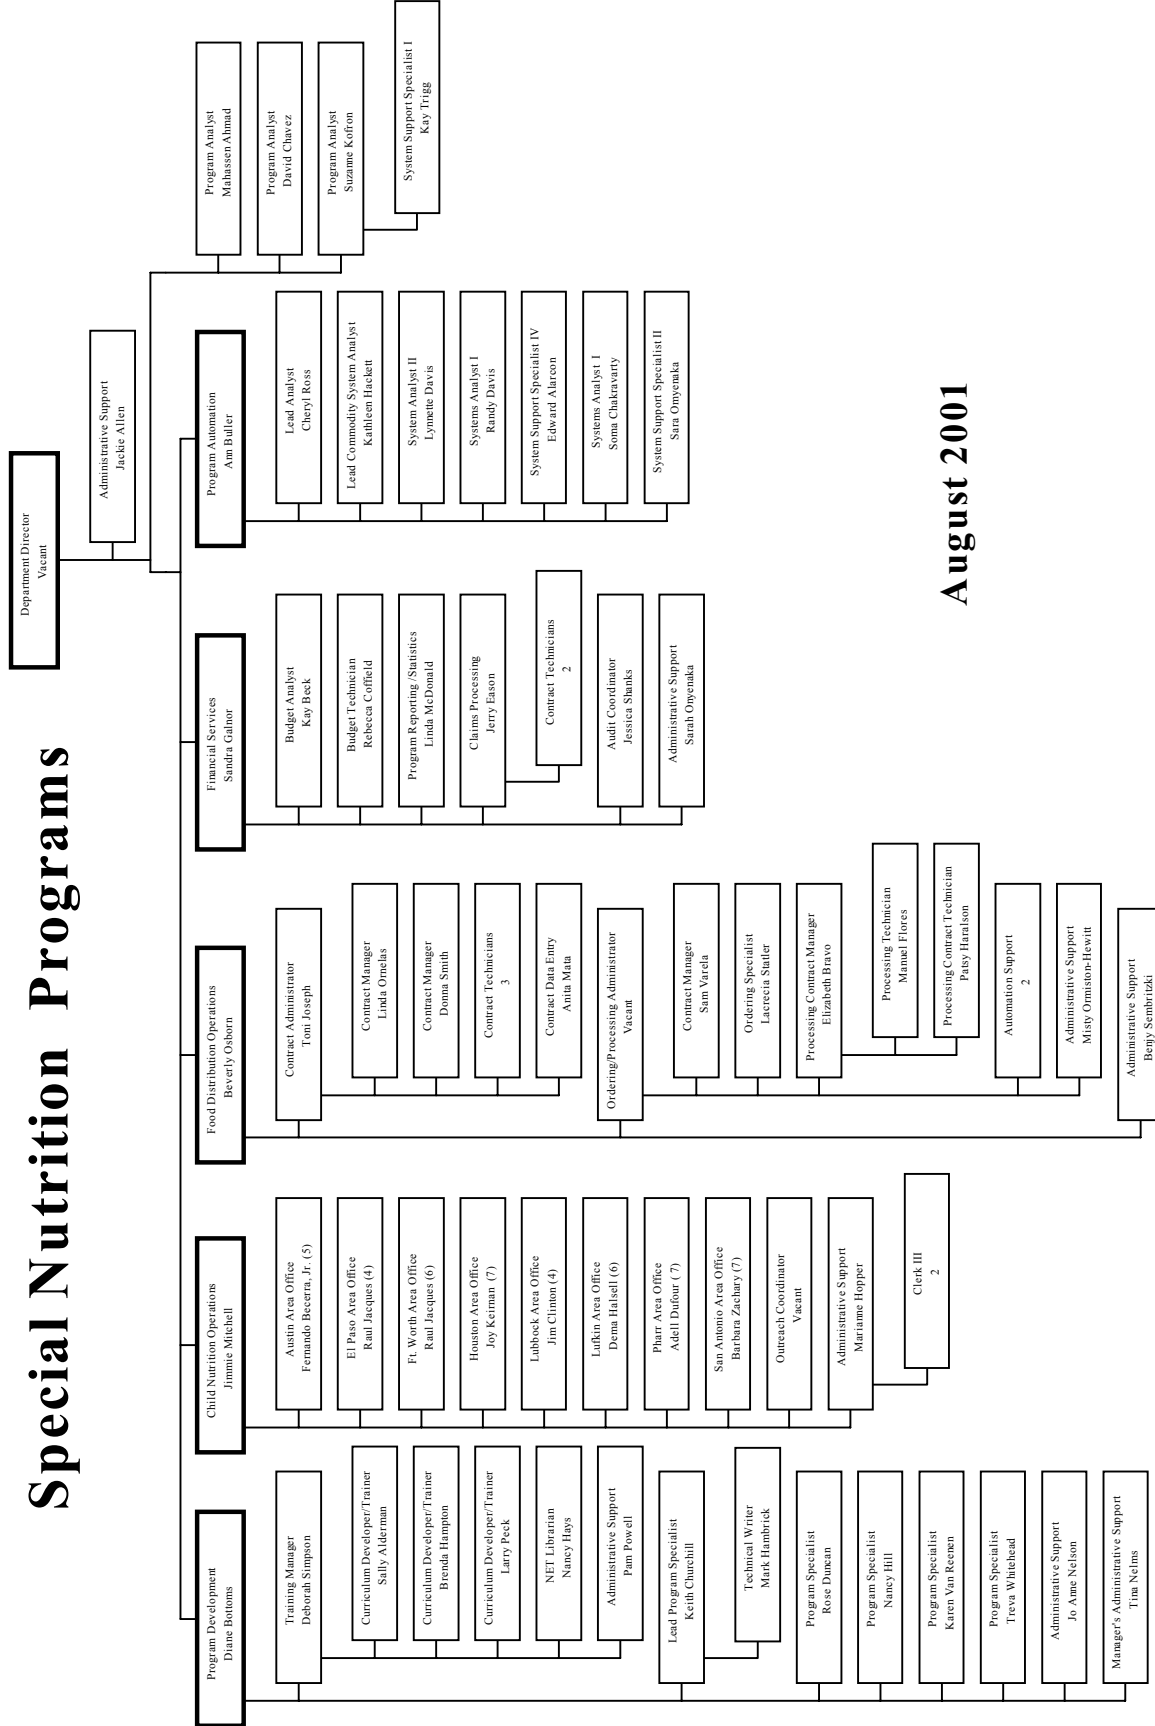 Special Nutrition Programs
Department Director
Vacant
Administrative Support
Jackie Allen
Program Development
Diane Bottoms
Training Manager
Deborah Simpson
Curriculum Developer/Trainer
Sally Alderman
Curriculum Developer/Trainer
Brenda Hampton
Curriculum Developer/Trainer
Larry Peck
NET Librarian
Nancy Hays
Administrative Support
Pam Powell
Lead Program Specialist
Keith Churchill
Technical Writer
Mark Hambrick
Program Specialist
Rose Duncan
Program Specialist
Nancy Hill
Program Specialist
Karen Van Reenen
Program Specialist
Treva Whitehead
Administrative Support
Jo Anne Nelson
Manager's Administrative Support
Tina Nelms
Child Nutrition Operations
Jimmie Mitchell
Austin Area Office
Fernando Becerra, Jr. (5)
El Paso Area Office
Raul Jacques (4)
Ft. Worth Area Office
Raul Jacques (6)
Houston Area Office
Joy Keirnan (7)
Lubbock Area Office
Jim Clinton (4)
Lufkin Area Office
Dema Halsell (6)
Pharr Area Office
Adell Dufour ( 7)
San Antonio Area Office
Barbara Zachary (7)
Outreach Coordinator
Vacant
Administrative Support
Marianne Hopper
Clerk III
2
Food Distribution Operations
Beverly Osborn
Contract Administrator
Toni Joseph
Contract Manager
Linda Ornelas
Contract Manager
Donna Smith
Contract Technicians
3
Contract Data Entry
Anita Mata
Ordering/Processing Administrator
Vacant
Contract Manager
Sam Varela
Ordering Specialist
Lacrecia Statler
Processing Contract Manager
Elizabeth Bravo
Processing Technician
Manuel Flores
Processing Contract Technician
Patsy Haralson
Automation Support
2
Administrative Support
Misty Ormiston-Hewitt
Administrative Support
Benjy Sembritzki
Financial Services
Sandra Galnor
Budget Analyst
Kay Beck
Budget Technician
Rebecca Coffield
Program Reporting /Statistics
Linda McDonald
Claims Processing
Jerry Eason
Contract Technicians
2
Audit Coordinator
Jessica Shanks
Administrative Support
Sarah Onyenaka
Program Automation
Ann Buller
Lead Analyst
Cheryl Ross
Lead Commodity System Analyst
Kathleen Hackett
System Analyst II
Lynnette Davis
Systems Analyst I
Randy Davis
System Support Specialist IV
Edward Alarcon
Systems Analyst I
Soma Chakravarty
System Support Specialist II
Sara Omyenaka
Program Analyst
Mahassen Ahmad
Program Analyst
David Chavez
Program Analyst
Suzanne Kofron
System Support Specialist I
Kay Trigg
August 2001